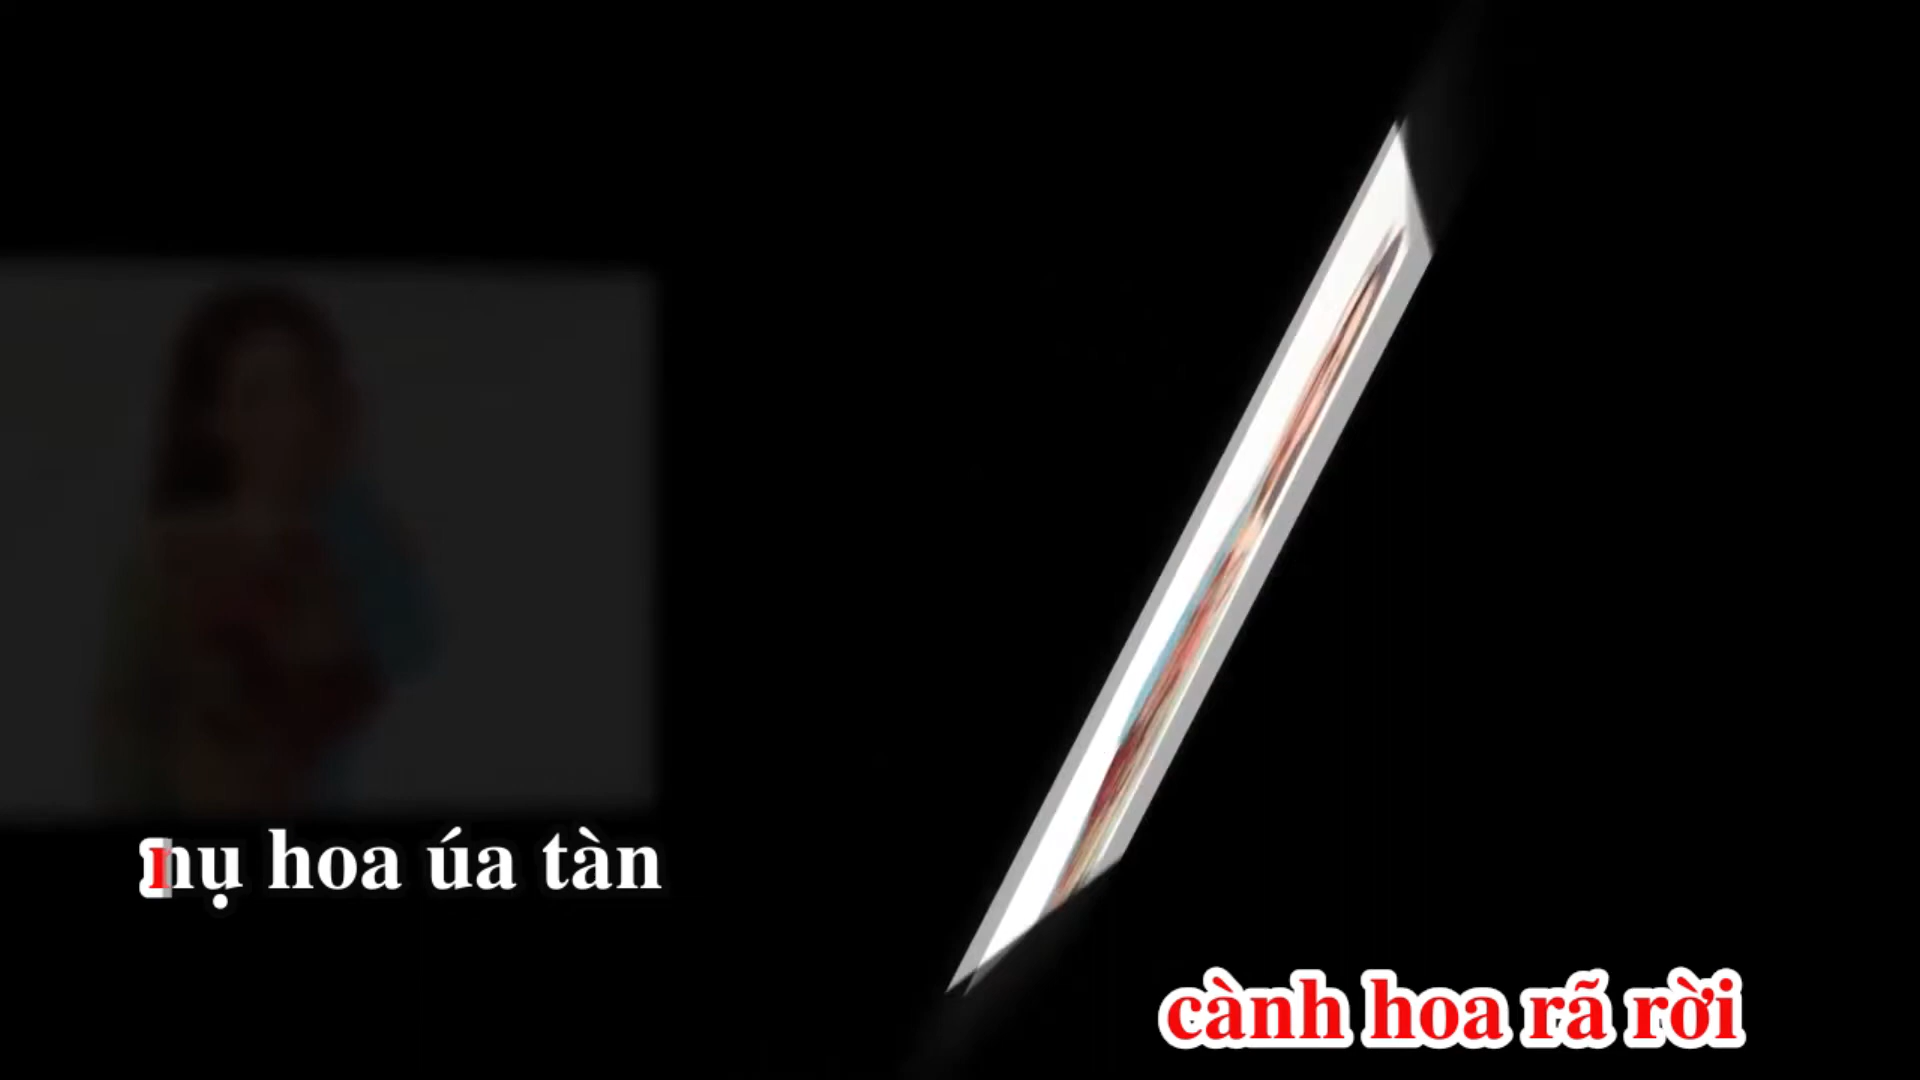 nụ hoa úa tàn
cành hoa rã rời